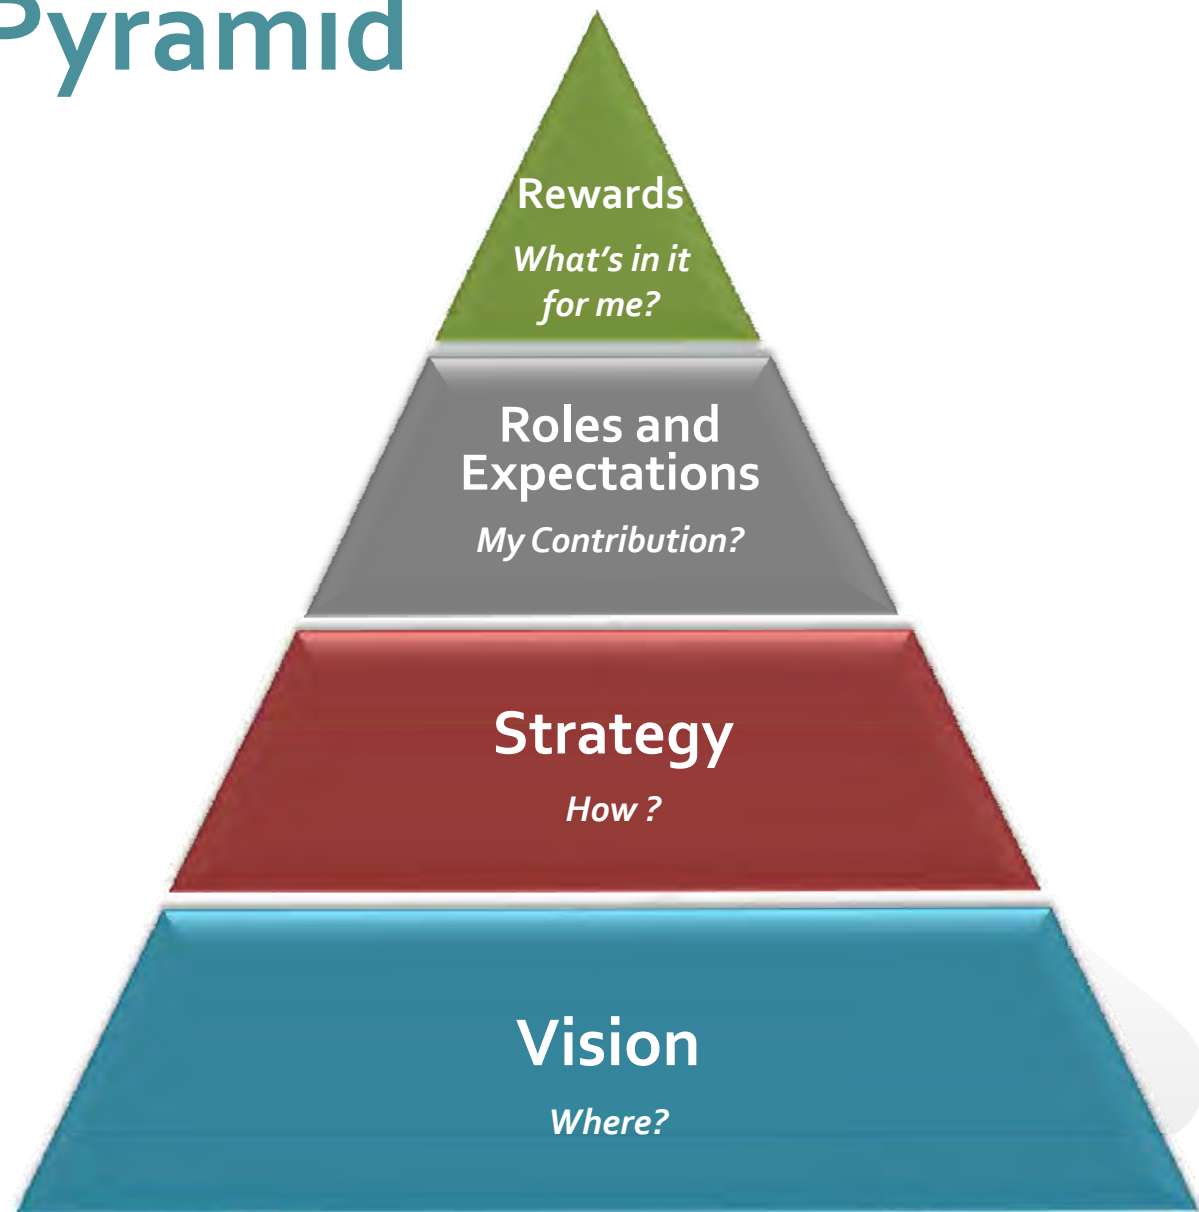 Pyramid
Rewards
What's in it
for me?
Roles and
Expectations
My Contribution?
Strategy
How ?
Vision
Where?